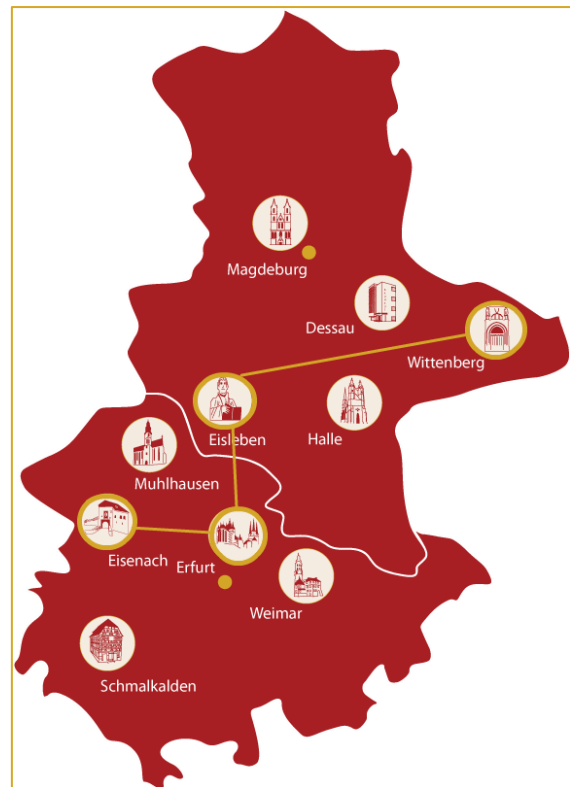 Magdeburg
Dessau
Wittenberg
Eisleben
Halle
Muhlhausen
Eisenach
Erfurt
Weimar
Schmalkalden